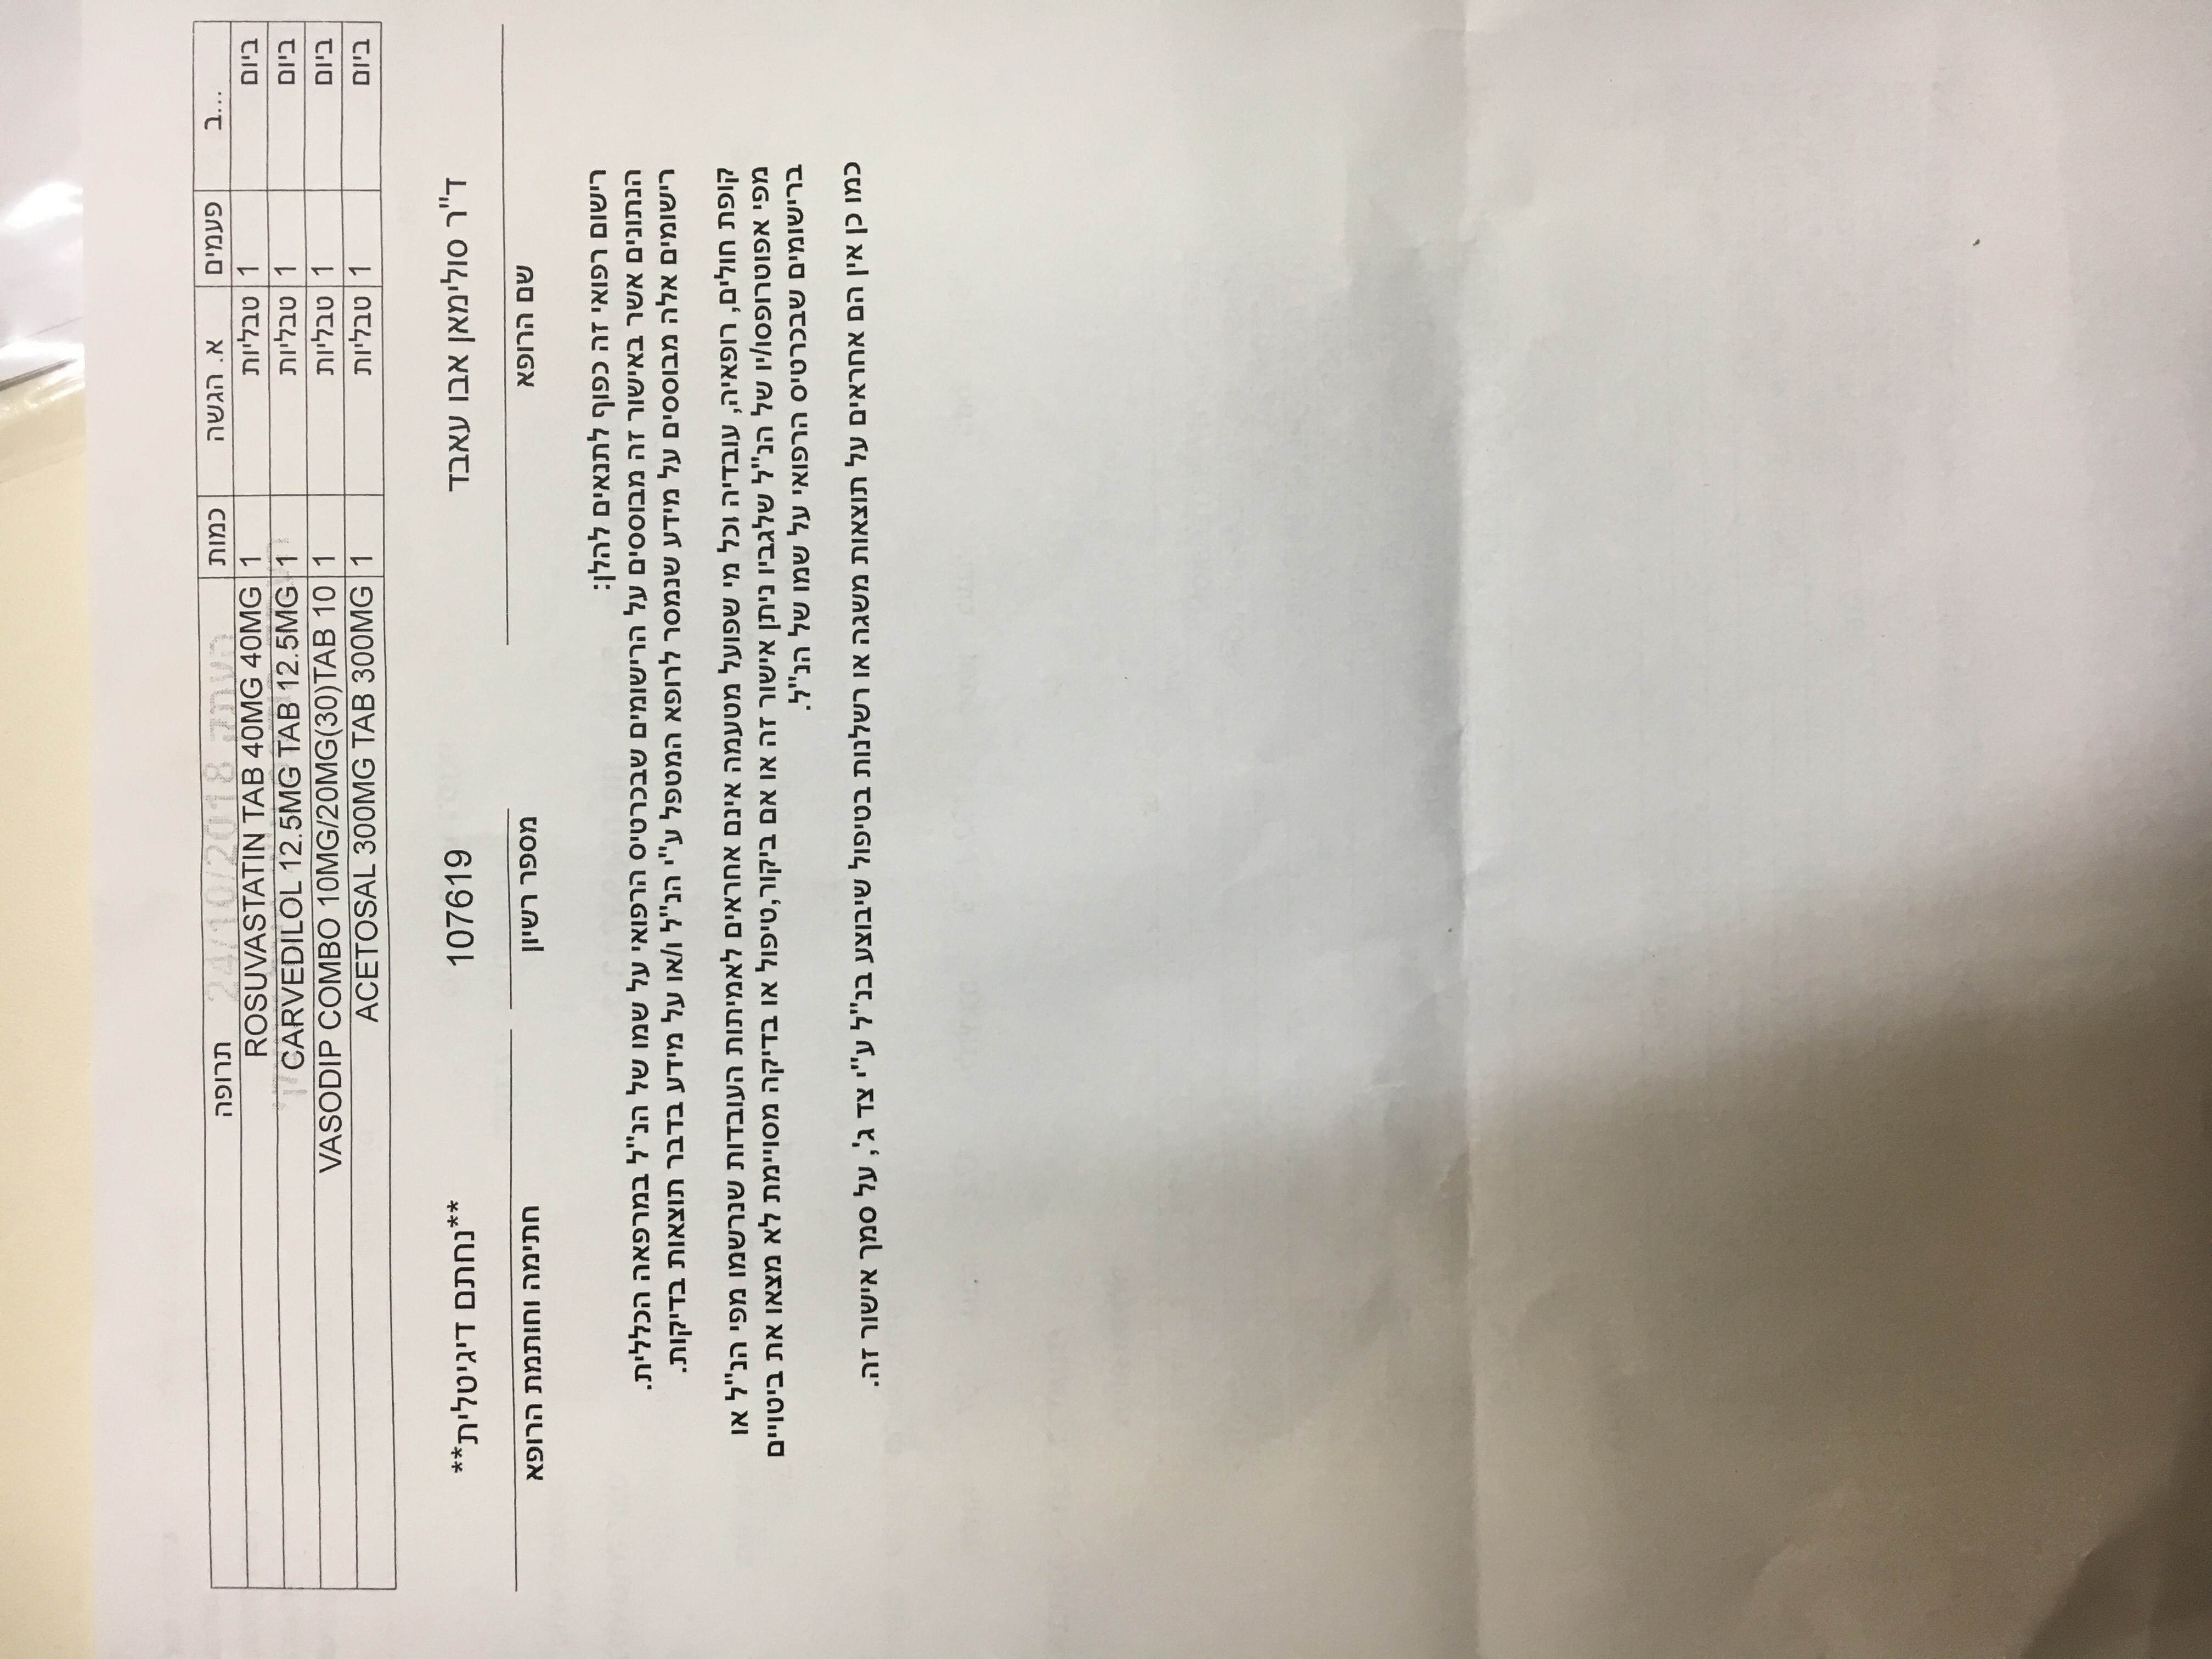 ב... פעמים א. הגשה כמות תרופה
ביום 1 טבליות 1 ROSUVASTATIN TAB 40MG 40MG
ביום 1 טבליות 1 CARVEDILOL 12.5MG TAB 12.5MG
ביום 1 טבליות 1 VASODIP COMBO 10MG/20MG(30)TAB 10
ביום 1 טבליות 1 ACETOSAL 300MG TAB 300MG
העתק 24/10/2018
ד"ר סולימאן אבו עאבד 107619 **נחתם דיגיטלית**
שם הרופא מספר רשיון חתימה וחותמת הרופא
רישום רפואי זה כפוף לתנאים להלן:
הנתונים אשר באישור זה מבוססים על הרישומים שבכרטיס הרפואי על שמו של הנ"ל במרפאה הכללית.
רישומים אלה מבוססים על מידע שנמסר לרופא המטפל ע"י הנ"ל ו/או על מידע בדבר תוצאות בדיקות.
קופת חולים, רופאיה, עובדיה וכל מי שפועל מטעמה אינם אחראים לאמיתות העובדות שנרשמו מפי הנ"ל או
מפי אפוטרופסו/יו של הנ"ל שלגביו ניתן אישור זה או אם ביקור,טיפול או בדיקה מסויימת לא מצאו את ביטויים
ברישומים שבכרטיס הרפואי על שמו של הנ"ל.
כמו כן אין הם אחראים על תוצאות משגה או רשלנות בטיפול שיבוצע בנ"ל ע"י צד ג', על סמך אישור זה.